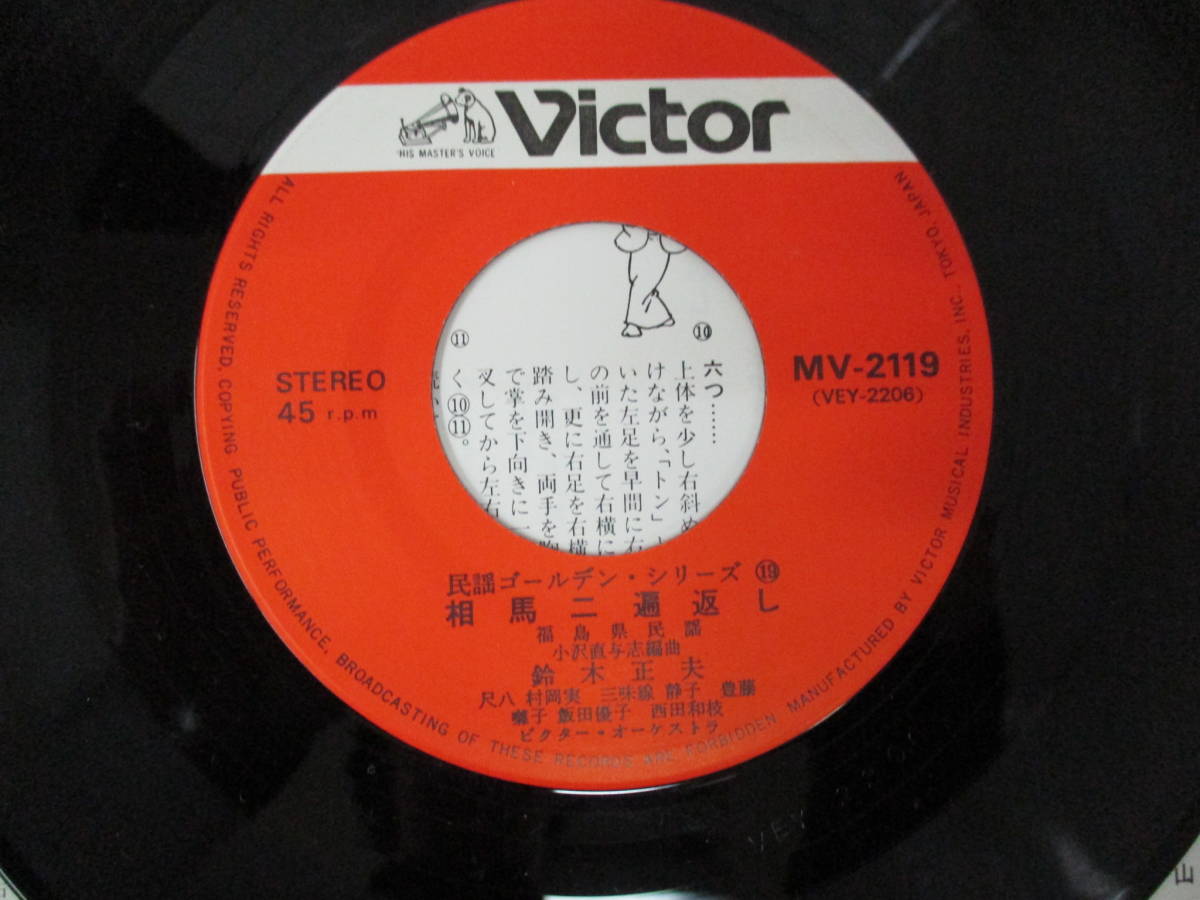 Victor
"HIS MASTER'S VOICE
ALL RIGHTS RESERVED. COPYING PUBLIC PERFORMANCE, BROADCASTING OF THESE RECORDS ARE FORBIDDEN. MANUFACTURED BY VICTOR MUSICAL INDUSTRIES, INC., TOKYO, JAPAN
STEREO
45 r.p.m
MV-2119
(VEY-2206)
⑩
六つ……
上体を少し右斜め
けながら、「トン」
いた左足を早間に右
の前を通して右横に
し、更に右足を右横
踏み開き、両手を胸
で掌を下向きに一
叉してから左右
く⑩⑪。
⑪
民謡ゴールデン・シリーズ ⑲
相馬二遍返し
福島県民謡
小沢直与志編曲
鈴木正夫
尺八 村岡実 三味線 静子 豊藤
囃子 飯田優子 西田和枝
ビクター・オーケストラ
山